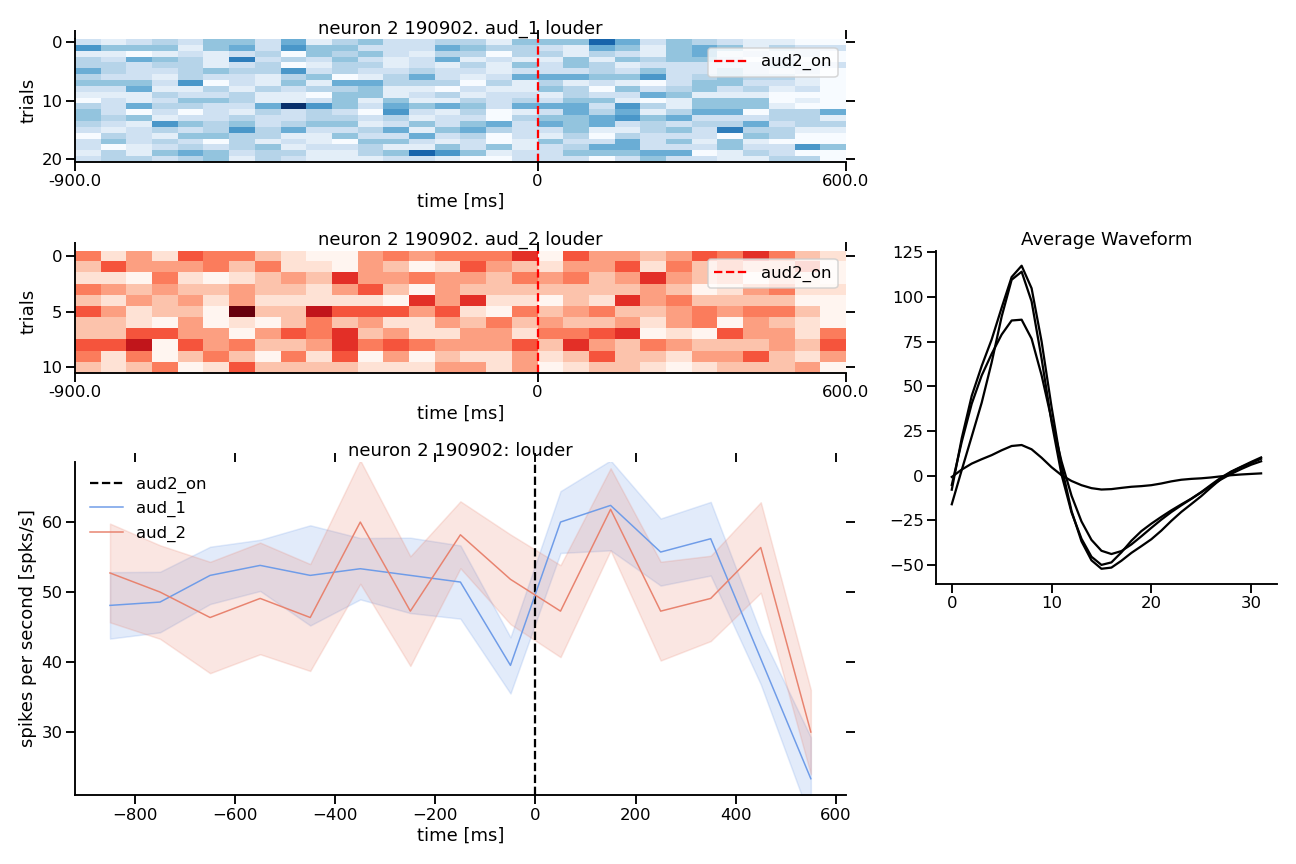 neuron 2 190902. aud_1 louder
0
10
20
trials
aud2_on
-900.0 0 600.0
time [ms]
neuron 2 190902. aud_2 louder
0
5
10
trials
aud2_on
-900.0 0 600.0
time [ms]
Average Waveform
125
100
75
50
25
0
−25
−50
0 10 20 30
neuron 2 190902: louder
aud2_on
aud_1
aud_2
60
50
40
30
spikes per second [spks/s]
−800 −600 −400 −200 0 200 400 600
time [ms]